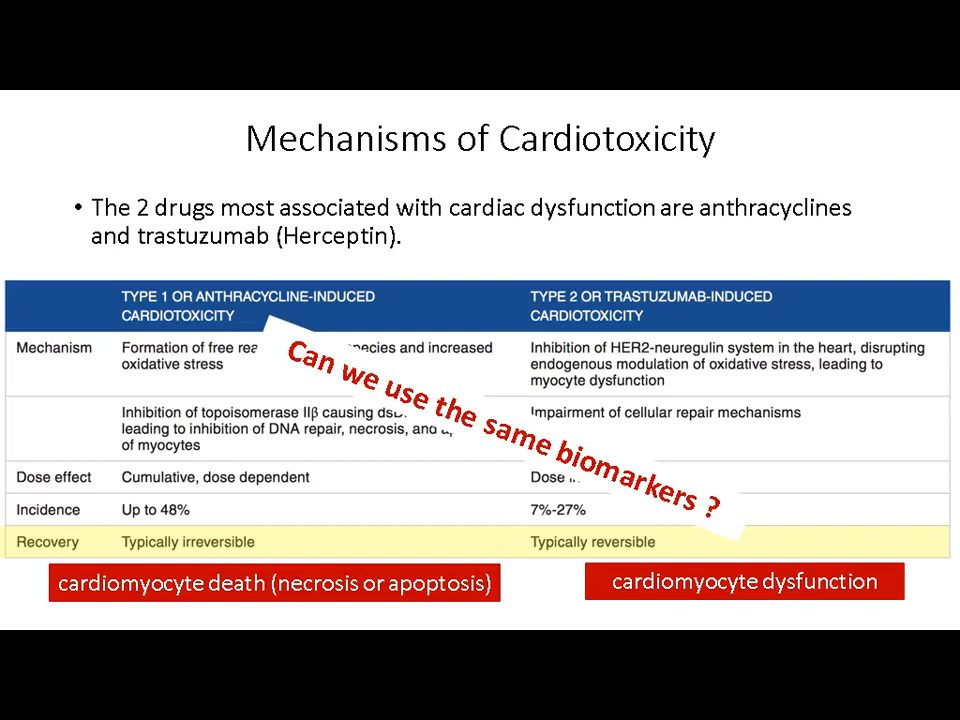 Mechanisms of Cardiotoxicity
• The 2 drugs most associated with cardiac dysfunction are anthracyclines
and trastuzumab (Herceptin).
TYPE 1 OR ANTHRACYCLINE-INDUCED
CARDIOTOXICITY
TYPE 2 OR TRASTUZUMAB-INDUCED
CARDIOTOXICITY
Mechanism
Formation of free species and increased
oxidative stress
Inhibition of HER2-neuregulin system in the heart, disrupting
endogenous modulation of oxidative stress, leading to
myocyte dysfunction
Inhibition of topoisomerase IIβ causing
leading to inhibition of DNA repair, necrosis, and
of myocytes
Impairment of cellular repair mechanisms
Dose effect
Cumulative, dose dependent
Dose
Incidence
Up to 48%
7%-27%
Recovery
Typically irreversible
Typically reversible
Can we use the same biomarkers ?
cardiomyocyte death (necrosis or apoptosis)
cardiomyocyte dysfunction